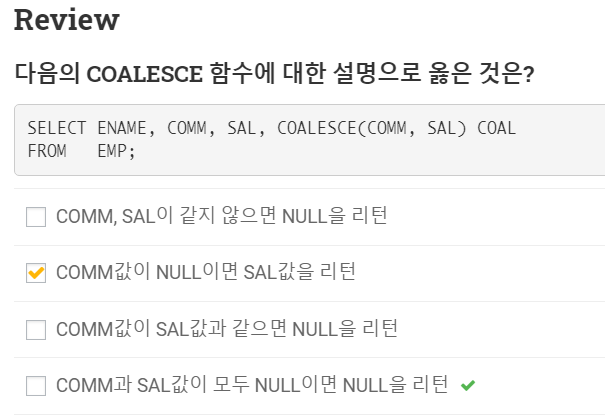 Review
다음의 COALESCE 함수에 대한 설명으로 옳은 것은?
SELECT ENAME, COMM, SAL, COALESCE(COMM, SAL) COAL
FROM   EMP;
COMM, SAL이 같지 않으면 NULL을 리턴
COMM값이 NULL이면 SAL값을 리턴
COMM값이 SAL값과 같으면 NULL을 리턴
COMM과 SAL값이 모두 NULL이면 NULL을 리턴